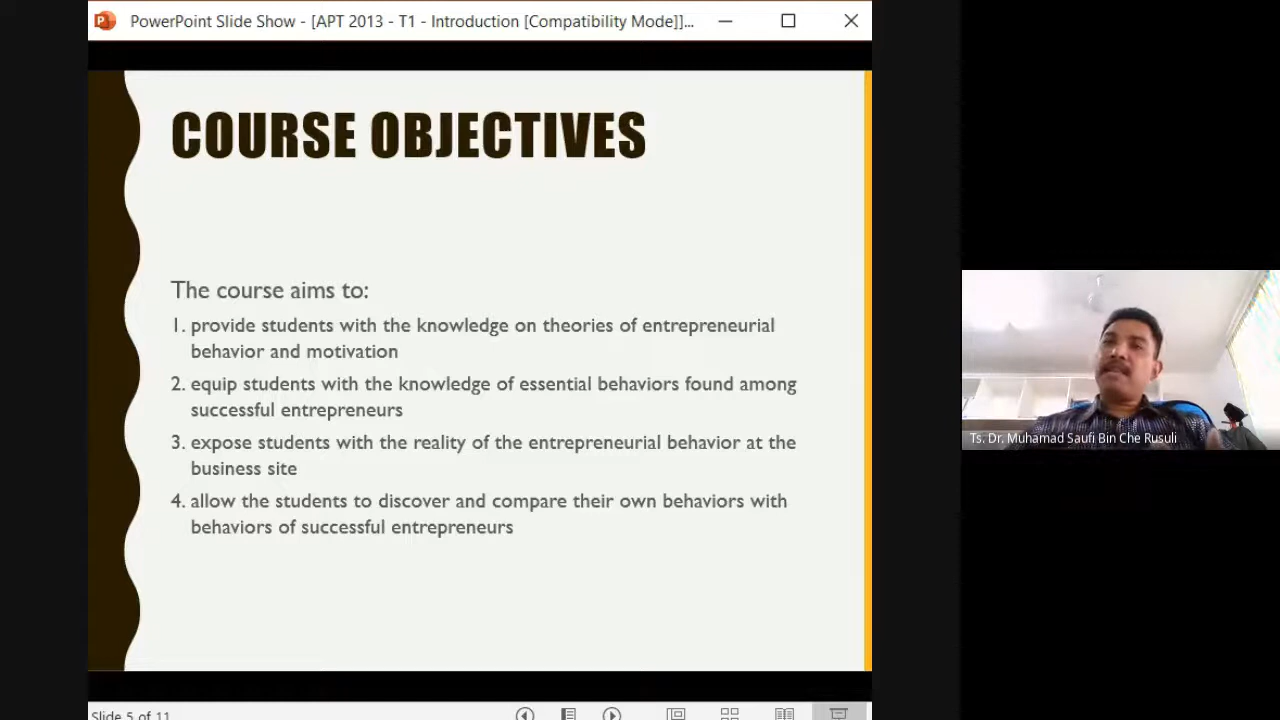 PowerPoint Slide Show - [APT 2013 - T1 - Introduction [Compatibility Mode]]...
COURSE OBJECTIVES
The course aims to:
1. provide students with the knowledge on theories of entrepreneurial
behavior and motivation
2. equip students with the knowledge of essential behaviors found among
successful entrepreneurs
3. expose students with the reality of the entrepreneurial behavior at the
business site
4. allow the students to discover and compare their own behaviors with
behaviors of successful entrepreneurs
Ts. Dr. Muhamad Saufi Bin Che Rusuli
Slide 5 of 11